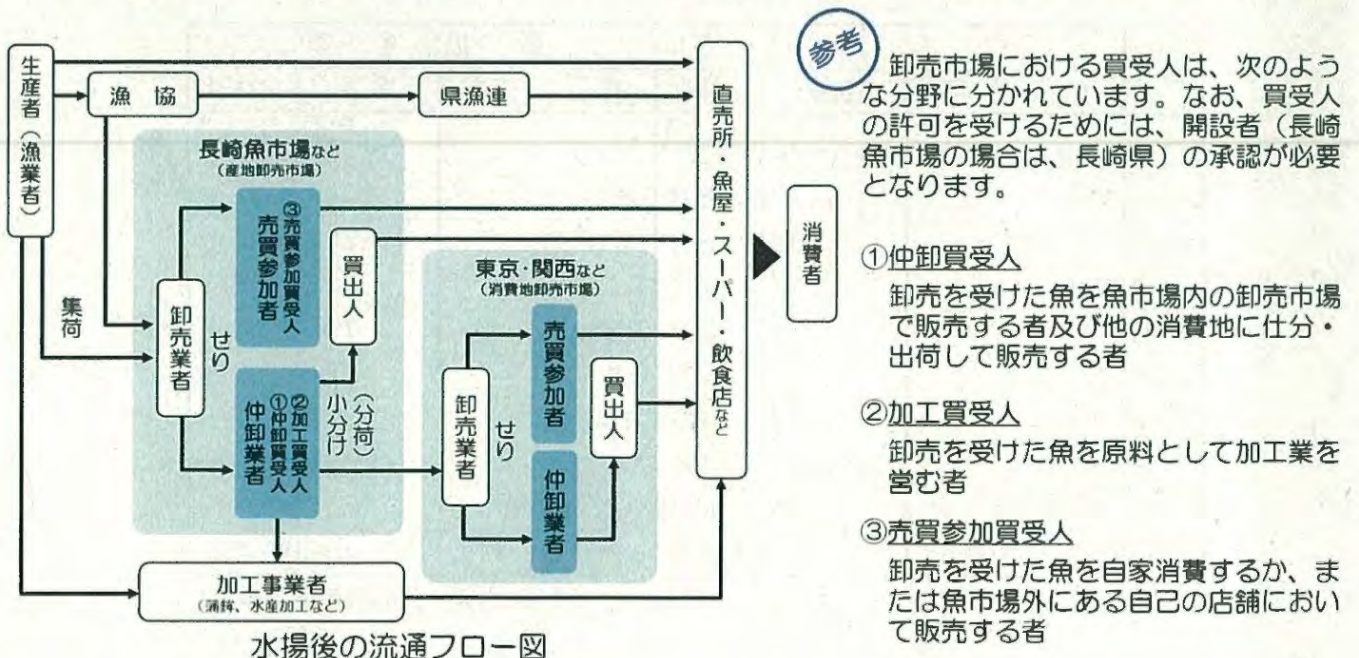 生産者（漁業者）
漁協
県漁連
集荷
長崎魚市場など
（産地卸売市場）
卸売業者
せり
③売買参加買受人
売買参加者
買出人
②加工買受人
①仲卸買受人
仲卸業者
（分荷）
小分け
東京・関西など
（消費地卸売市場）
卸売業者
せり
売買参加者
仲卸業者
買出人
加工事業者
（蒲鉾、水産加工など）
直売所・魚屋・スーパー・飲食店など
消費者
水揚後の流通フロー図
参考
卸売市場における買受人は、次のよう
な分野に分かれています。なお、買受人
の許可を受けるためには、開設者（長崎
魚市場の場合は、長崎県）の承認が必要
となります。
①仲卸買受人
卸売を受けた魚を魚市場内の卸売市場
で販売する者及び他の消費地に仕分・
出荷して販売する者
②加工買受人
卸売を受けた魚を原料として加工業を
営む者
③売買参加買受人
卸売を受けた魚を自家消費するか、ま
たは魚市場外にある自己の店舗におい
て販売する者